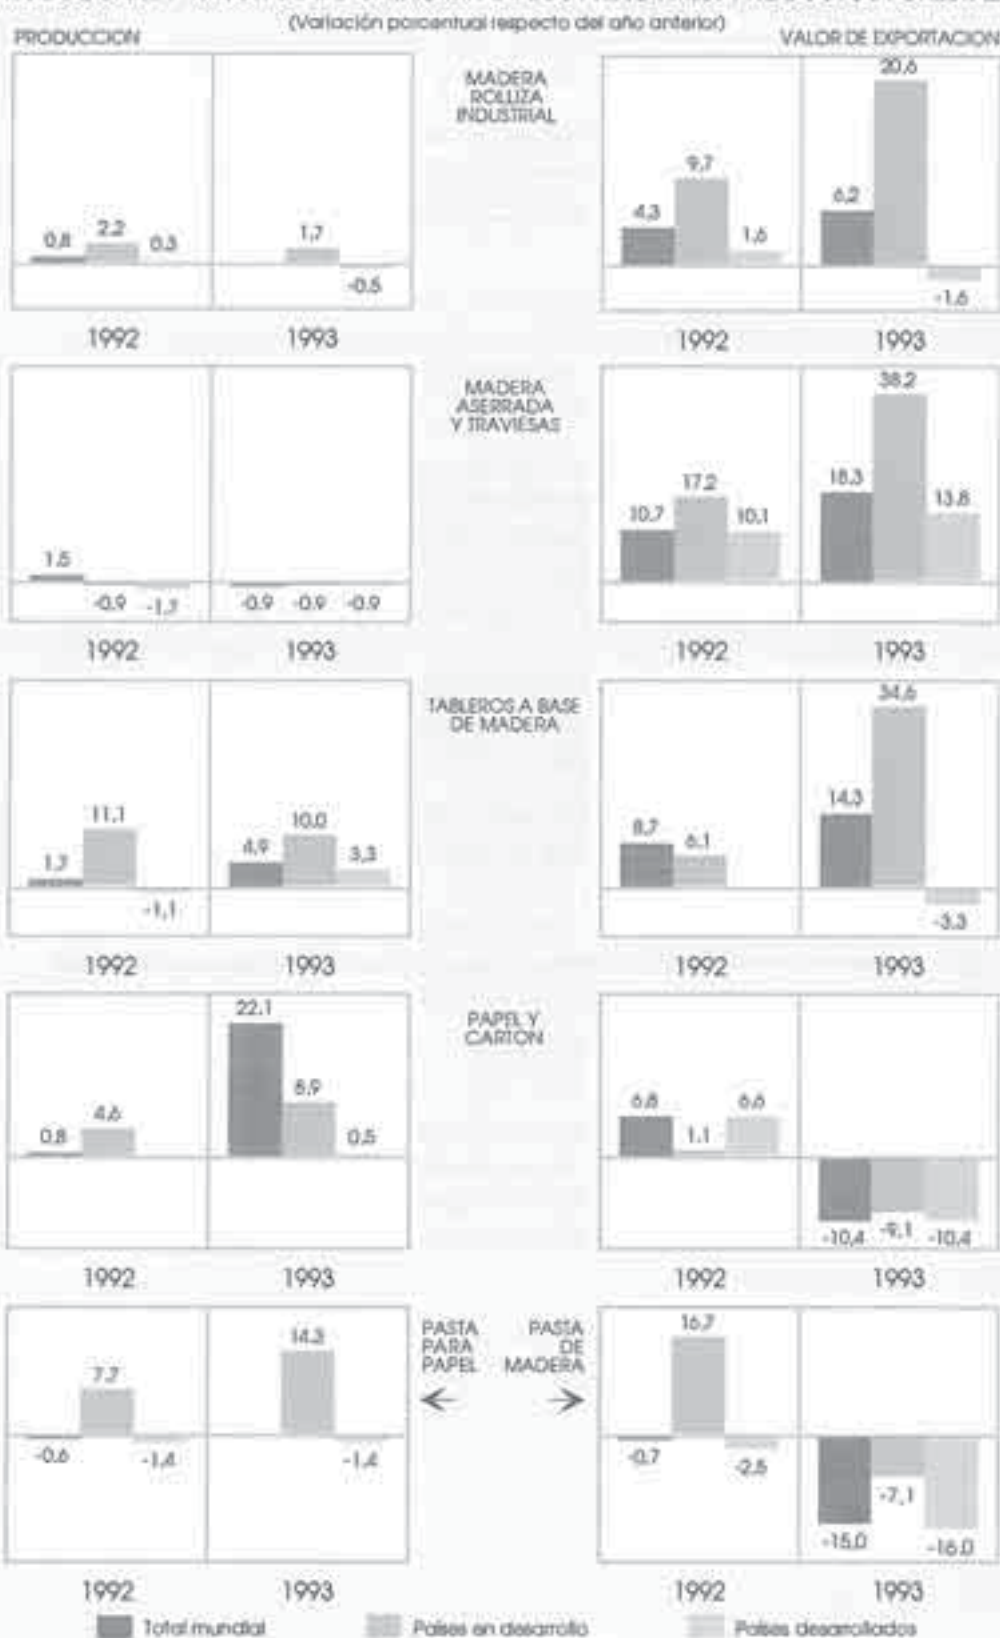 (Variación porcentual respecto del año anterior)
PRODUCCION
VALOR DE EXPORTACION
MADERA
ROLLIZA
INDUSTRIAL
0,8 2,2 0,3
1,7 -0,5
4,3 9,7 1,6
6,2 20,6 -1,6
1992 1993
1992 1993
MADERA
ASERRADA
Y TRAVIESAS
1,5 -0,9 -1,7
-0,9 -0,9 -0,9
10,7 17,2 10,1
18,3 38,2 13,8
1992 1993
1992 1993
TABLEROS A BASE
DE MADERA
1,7 11,1 -1,1
4,9 10,0 3,3
8,7 6,1
14,3 34,6 -3,3
1992 1993
1992 1993
PAPEL Y
CARTON
0,8 4,6
22,1 8,9 0,5
6,8 1,1 6,6
-10,4 -9,1 -10,4
1992 1993
1992 1993
PASTA
PARA
PAPEL
PASTA
DE
MADERA
-0,6 7,7 -1,4
14,3 -1,4
-0,7 16,7
-15,0 -7,1 -16,0
1992 1993
1992 1993
Total mundial
Países en desarrollo
Países desarrollados